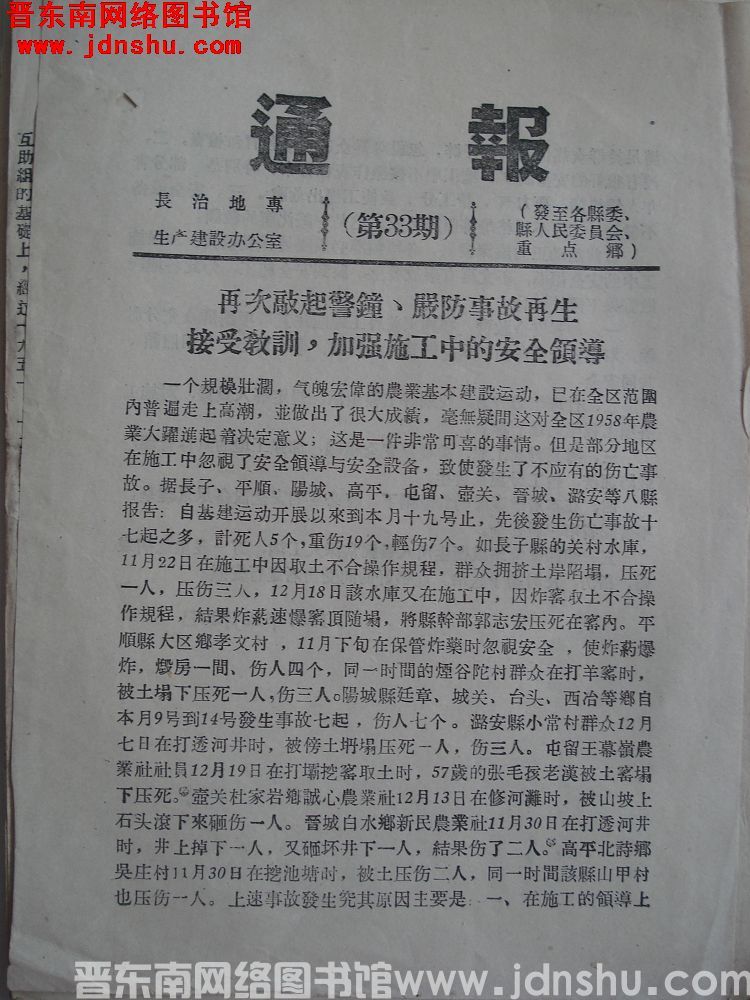 晋东南网络图书馆
www.jdnshu.com
通報
長治地專
生产建設办公室
(第33期)
(發至各縣委、
縣人民委員会、
重点鄉)
再次敲起警鐘、嚴防事故再生
接受教訓，加强施工中的安全領導
一个規模壯濶，气魄宏偉的農業基本建設运动，已在全区范圍
內普遍走上高潮，並做出了很大成績，毫無疑問这对全区1958年農
業大躍進起着决定意义；这是一件非常可喜的事情。但是部分地区
在施工中忽視了安全領導与安全設备，致使發生了不应有的伤亡事
故。据長子、平順、陽城、高平、屯留、壺关、晉城、潞安等八縣
报告：自基建运动开展以來到本月十九号止，先後發生伤亡事故十
七起之多，計死人5个，重伤19个，輕伤7个。如長子縣的关村水庫，
11月22日在施工中因取土不合操作規程，群众拥挤土岸陷塌，压死
一人，压伤三人，12月18日該水庫又在施工中，因炸窰取土不合操
作規程，結果炸葯速爆窰頂随塌，將縣幹部郭志宏压死在窰內。平
順縣大区鄉孝文村，11月下旬在保管炸藥时忽視安全，使炸葯爆
炸，燬房一間、伤人四个，同一时間的煙谷陀村群众在打羊窰时，
被土塌下压死一人，伤三人。陽城縣廷章、城关、台头、西冶等鄉自
本月9号到14号發生事故七起，伤人七个。潞安縣小常村群众12月
七日在打透河井时，被傍土坍塌压死一人，伤三人。屯留王幕嶺農
業社社員12月19日在打壩挖窰取土时，57歲的张毛孩老漢被土窰塌
下压死。壺关杜家岩鄉誠心農業社12月13日在修河灘时，被山坡上
石头滾下來砸伤一人。晉城白水鄉新民農業社11月30日在打透河井
时，井上掉下一人，又砸坏井下一人，結果伤了二人。高平北詩鄉
吳庄村11月30日在挖池塘时，被土压伤二人，同一时間該縣山甲村
也压伤一人。上速事故發生究其原因主要是：一、在施工的領導上
互助組的基礎上，經过一九五一
晋东南网络图书馆www.jdnshu.com